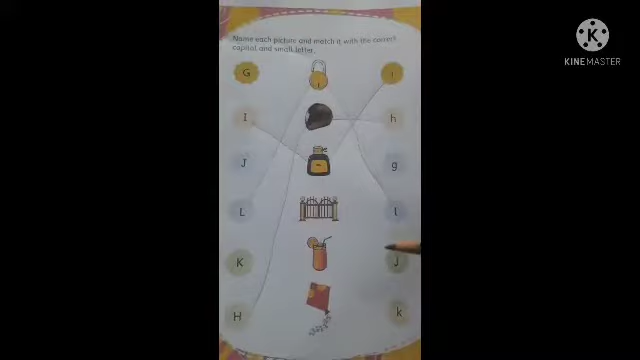 Name each picture and match it with the correct
capital and small letter.
G
i
I
h
J
g
L
l
K
j
H
k
K
KINEMASTER